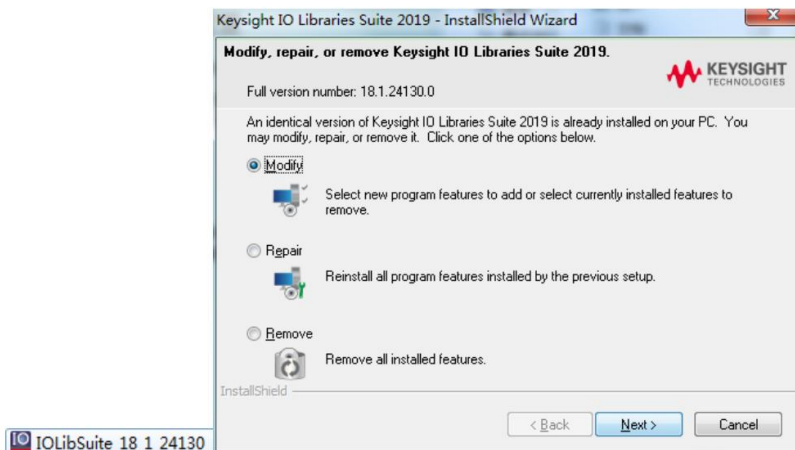 Keysight IO Libraries Suite 2019 - InstallShield Wizard
Modify, repair, or remove Keysight IO Libraries Suite 2019.
KEYSIGHT
TECHNOLOGIES
Full version number: 18.1.24130.0
An identical version of Keysight IO Libraries Suite 2019 is already installed on your PC. You
may modify, repair, or remove it. Click one of the options below.
Modify
Select new program features to add or select currently installed features to
remove.
Repair
Reinstall all program features installed by the previous setup.
Remove
Remove all installed features.
InstallShield
< Back
Next >
Cancel
IO IOLibSuite_18_1_24130